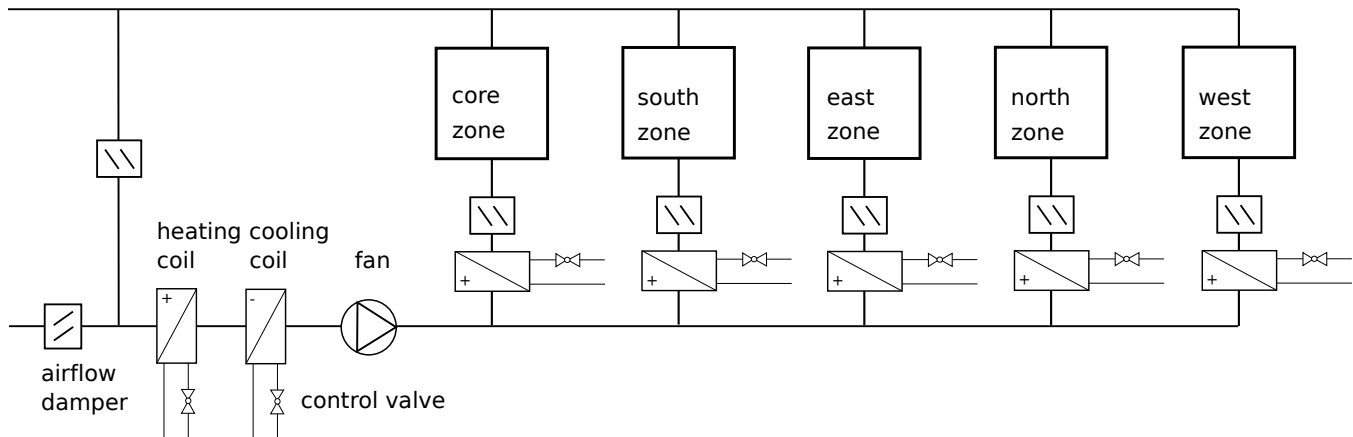 core
zone
south
zone
east
zone
north
zone
west
zone
heating
coil
cooling
coil
fan
+
-
+
+
+
+
+
airflow
damper
control valve